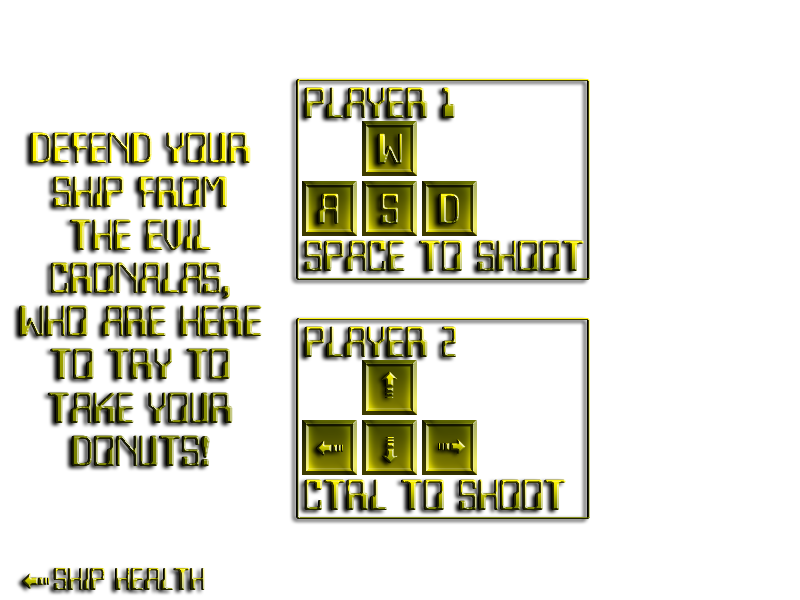 DEFEND YOUR
SHIP FROM
THE EVIL
CRONALAS,
WHO ARE HERE
TO TRY TO
TAKE YOUR
DONUTS!
PLAYER 1
W
A S D
SPACE TO SHOOT
PLAYER 2
CTRL TO SHOOT
SHIP HEALTH